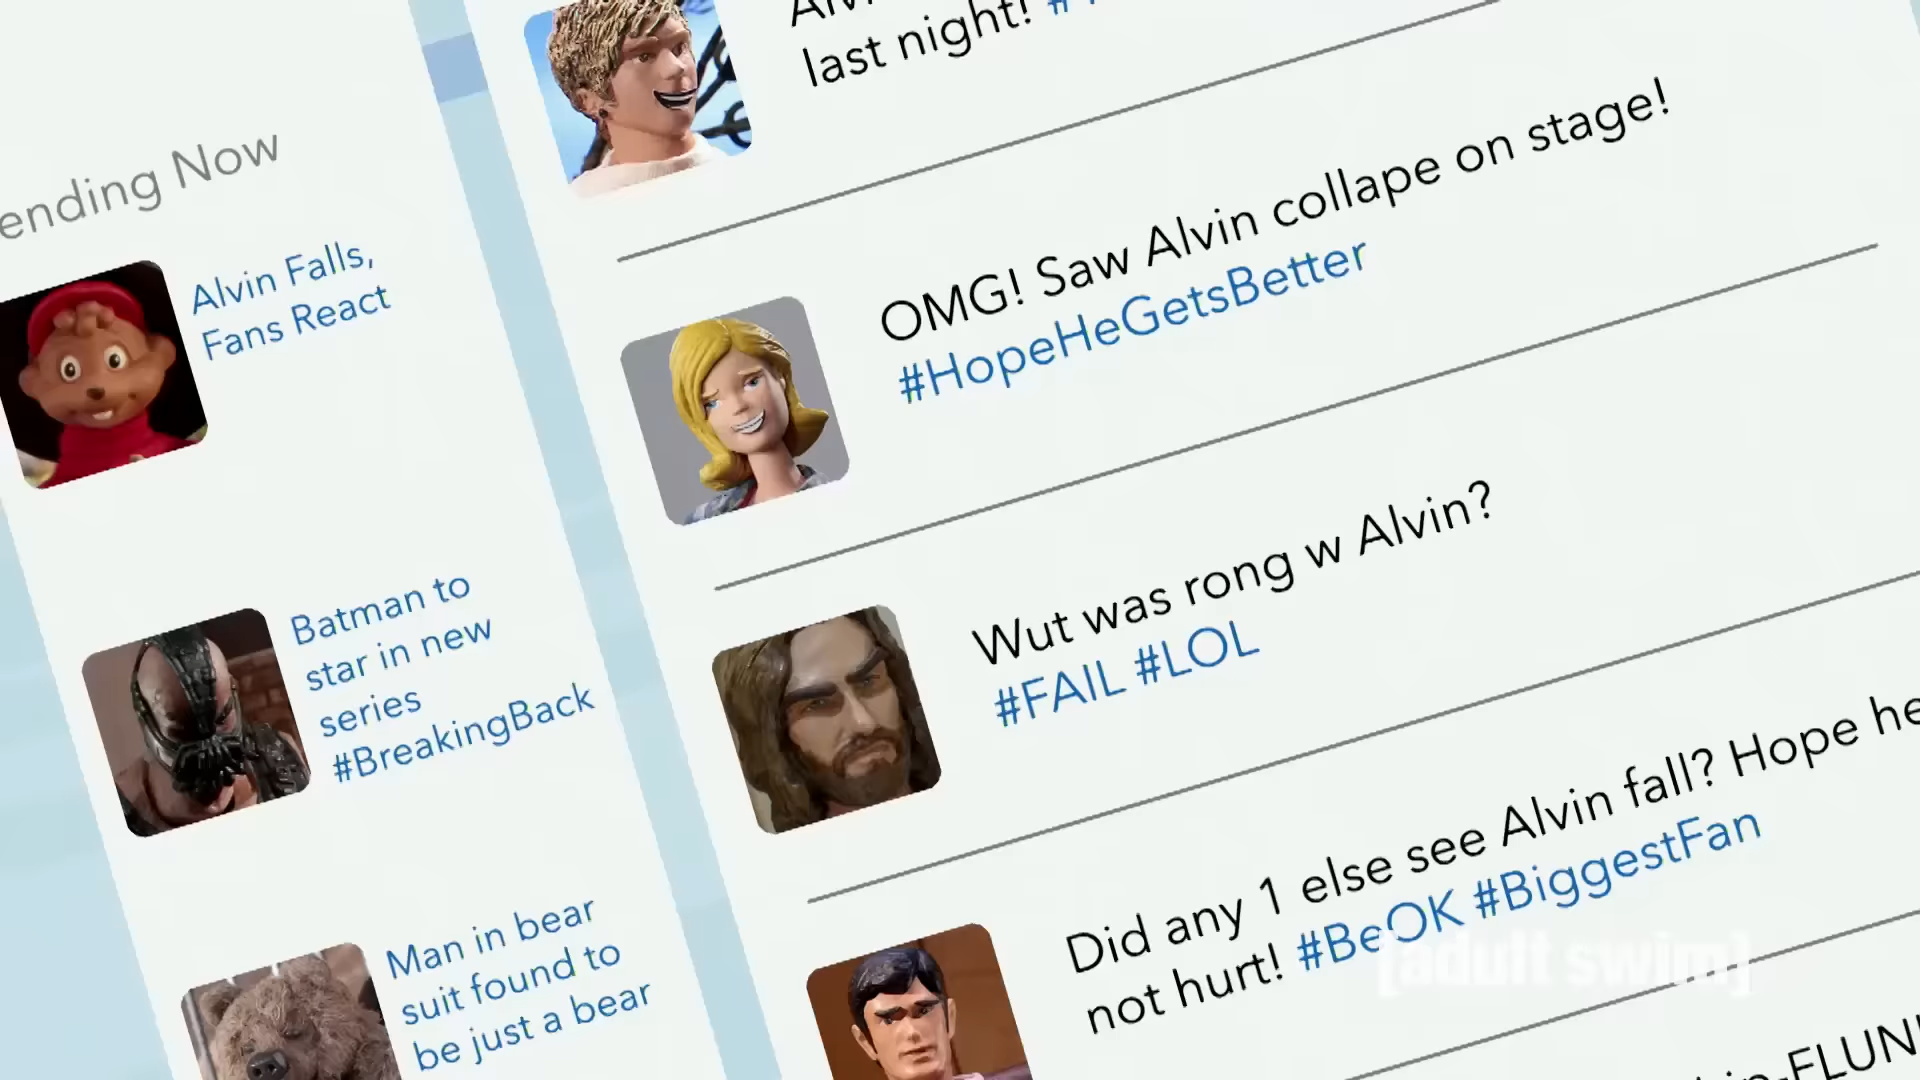 ending Now
Alvin Falls,
Fans React
Batman to
star in new
series
#BreakingBack
Man in bear
suit found to
be just a bear
last night!
OMG! Saw Alvin collape on stage!
#HopeHeGetsBetter
Wut was rong w Alvin?
#FAIL #LOL
Did any 1 else see Alvin fall? Hope he
not hurt! #BeOK #BiggestFan
[adult swim]